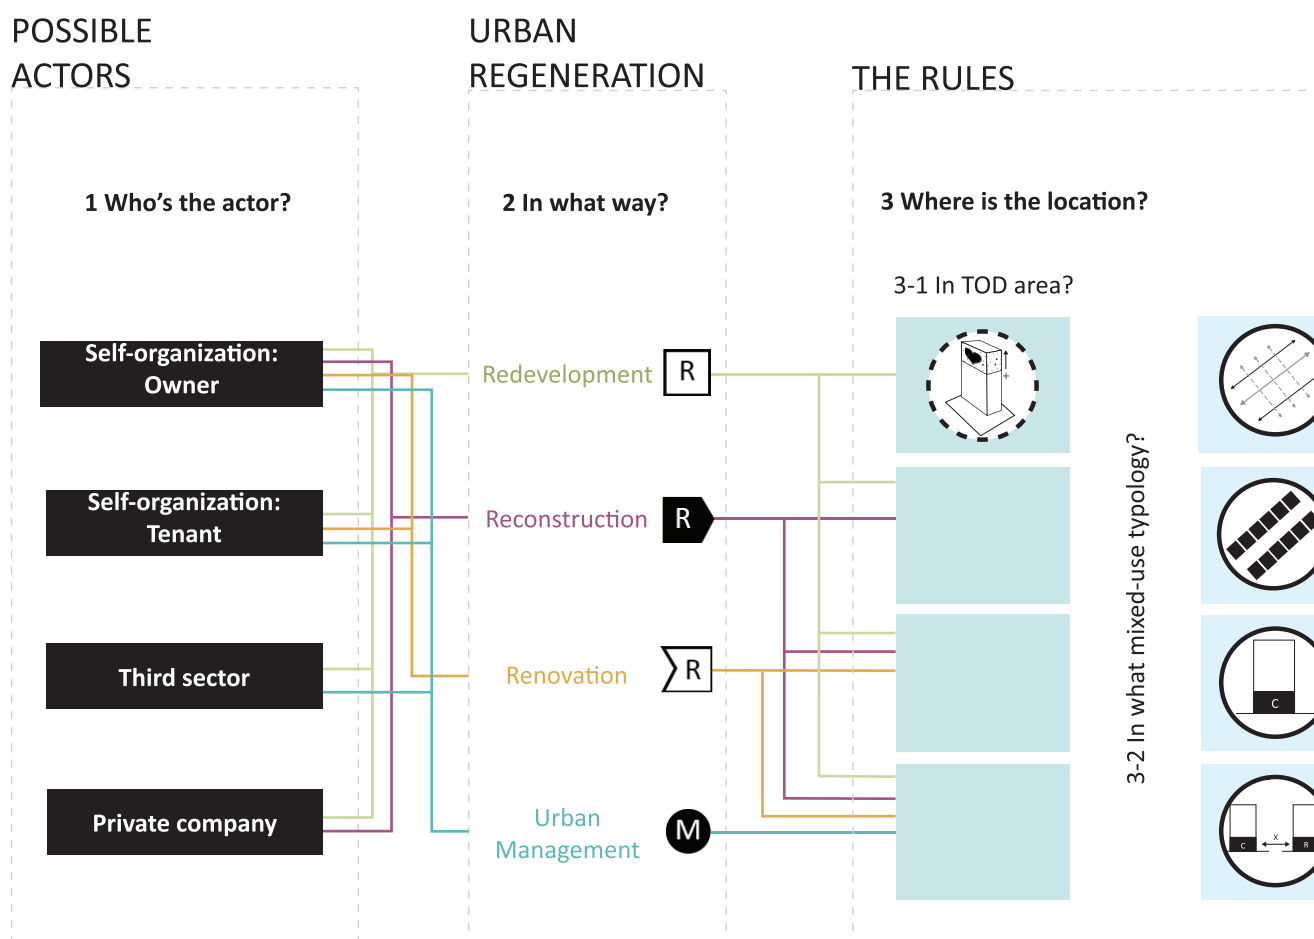 POSSIBLE
ACTORS
URBAN
REGENERATION
THE RULES
1 Who's the actor?
2 In what way?
3 Where is the location?
3-1 In TOD area?
Self-organization:
Owner
Redevelopment
R
+
Self-organization:
Tenant
Reconstruction
R
3-2 In what mixed-use typology?
Third sector
Renovation
R
C
Private company
Urban
Management
M
C
X
R